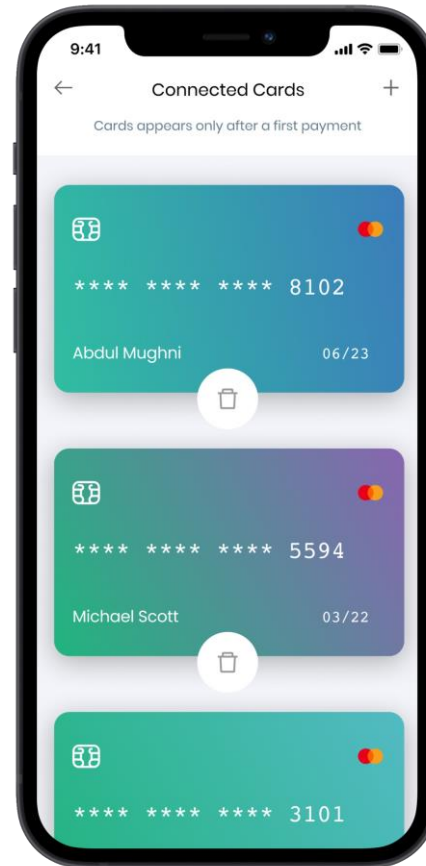 9:41
Connected Cards
Cards appears only after a first payment
**** **** **** 8102
Abdul Mughni 06/23
**** **** **** 5594
Michael Scott 03/22
**** **** **** 3101